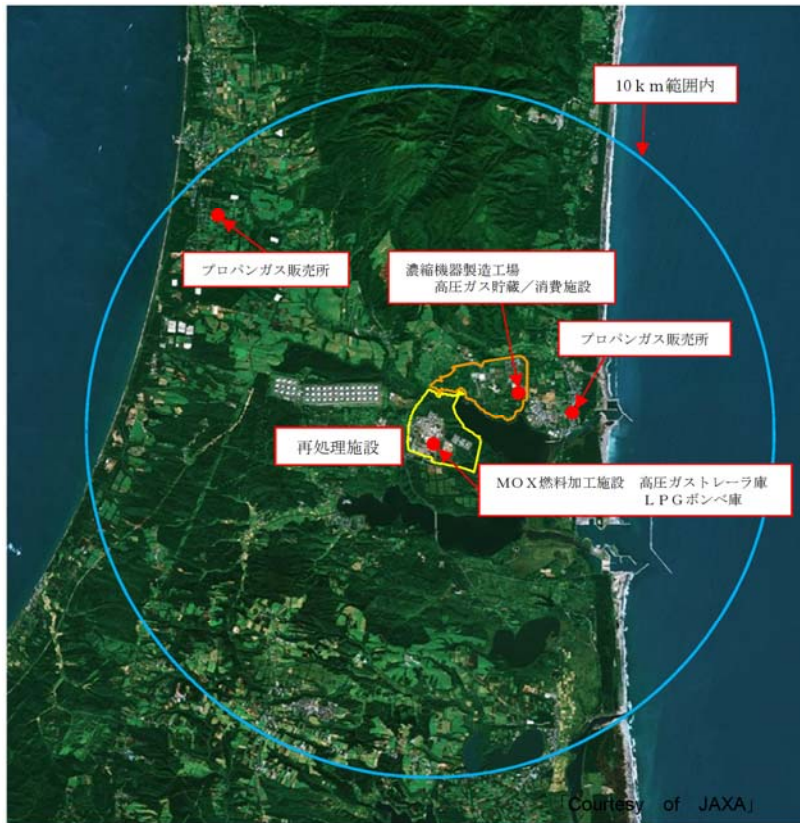 10km範囲内
プロパンガス販売所
濃縮機器製造工場
高圧ガス貯蔵／消費施設
プロパンガス販売所
再処理施設
MOX燃料加工施設 高圧ガストレーラ庫
LPGボンベ庫
「Courtesy of JAXA」